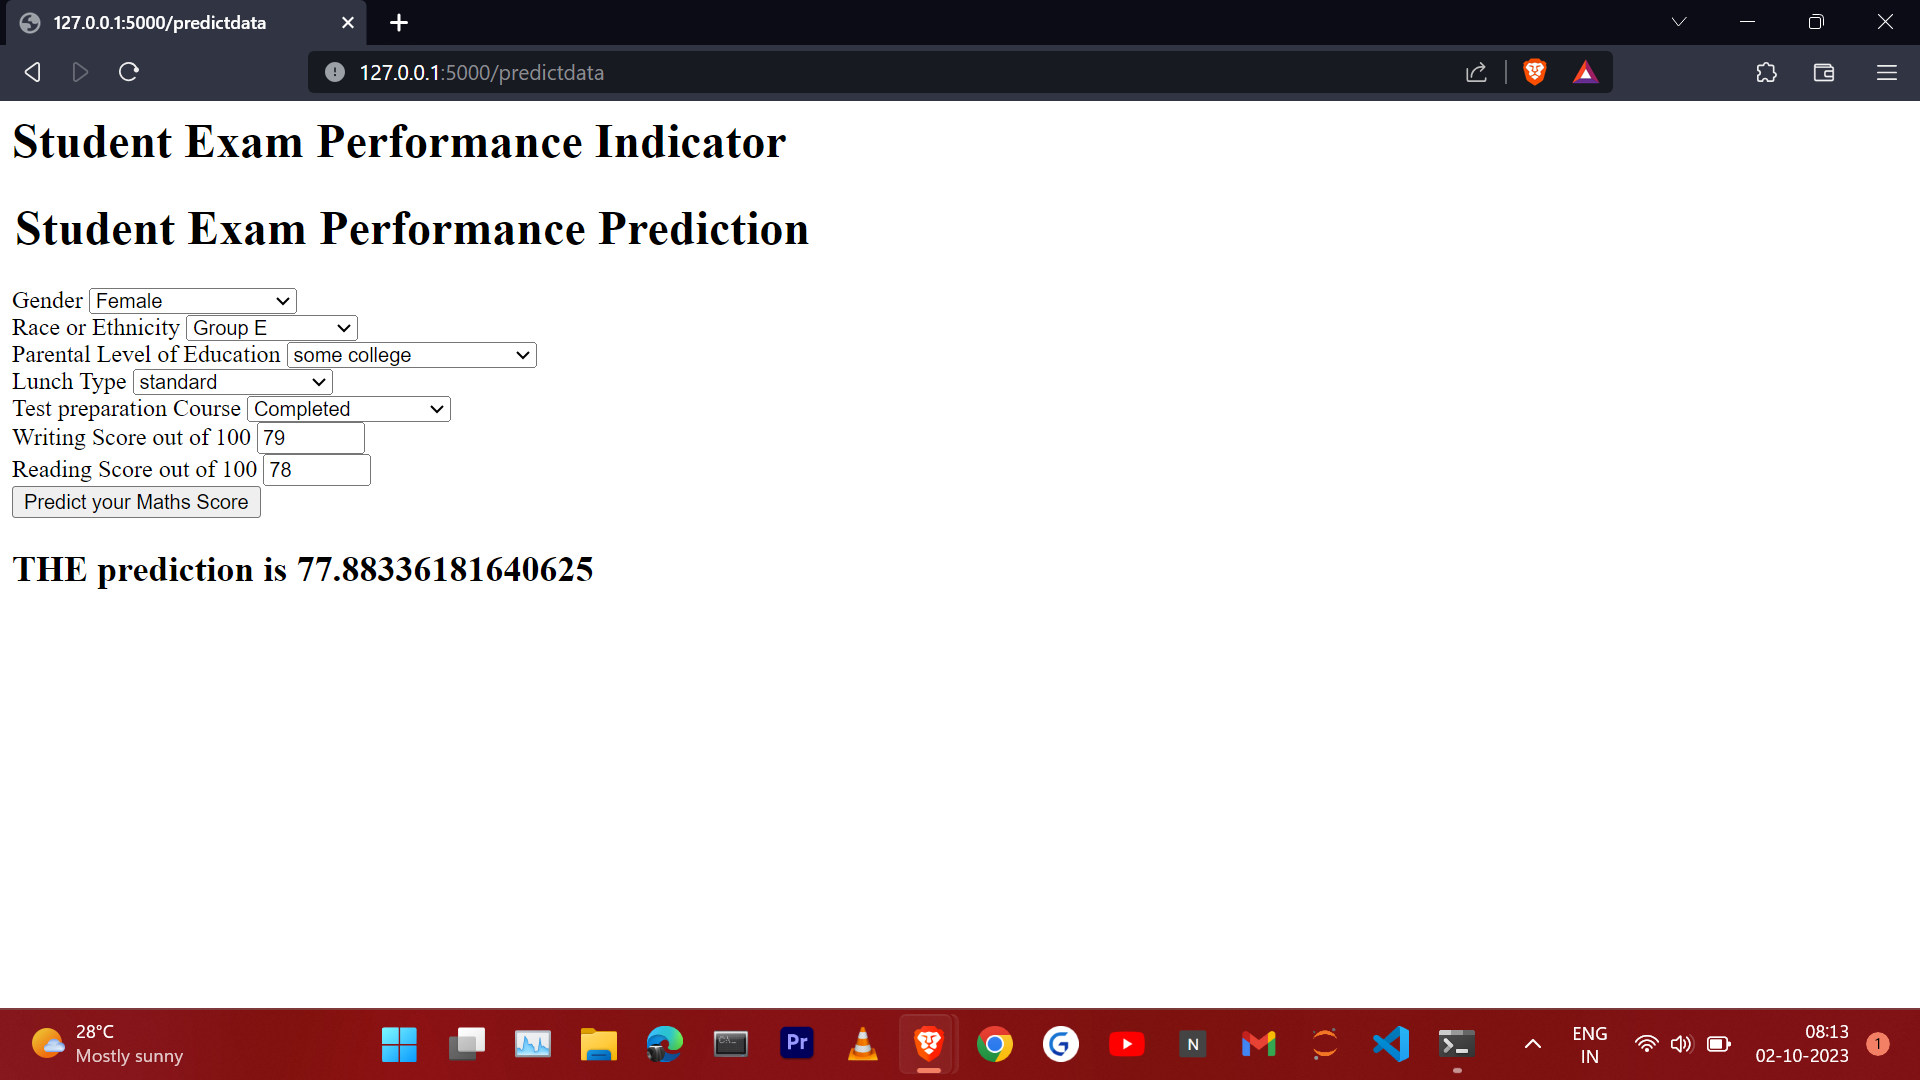 127.0.0.1:5000/predictdata
127.0.0.1:5000/predictdata
Student Exam Performance Indicator
Student Exam Performance Prediction
Gender Female
Race or Ethnicity Group E
Parental Level of Education some college
Lunch Type standard
Test preparation Course Completed
Writing Score out of 100 79
Reading Score out of 100 78
Predict your Maths Score
THE prediction is 77.88336181640625
28°C
Mostly sunny
Pr
G
N
ENG
IN
08:13
02-10-2023
1